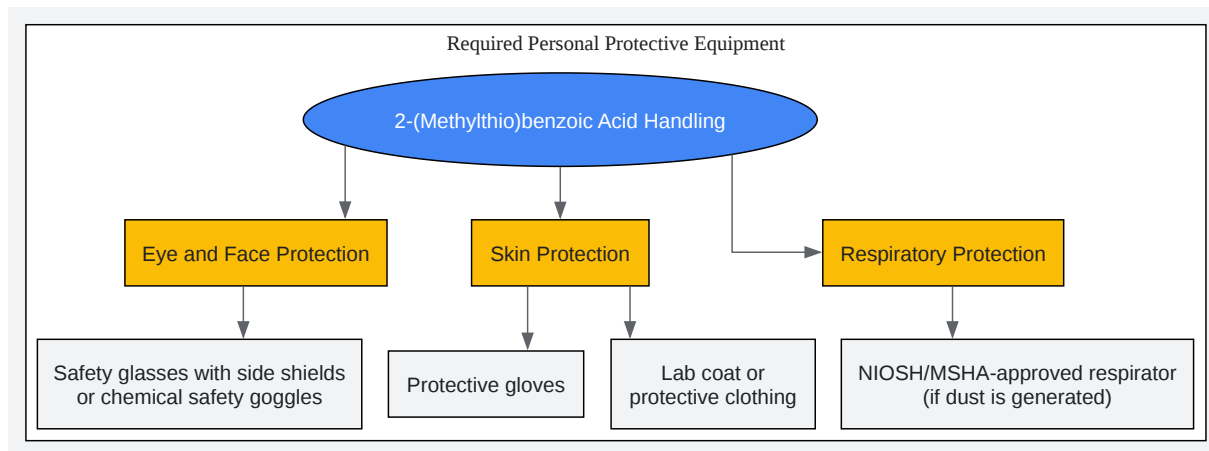 Required Personal Protective Equipment
2-(Methylthio)benzoic Acid Handling
Eye and Face Protection
Skin Protection
Respiratory Protection
Safety glasses with side shields
or chemical safety goggles
Protective gloves
Lab coat or
protective clothing
NIOSH/MSHA-approved respirator
(if dust is generated)